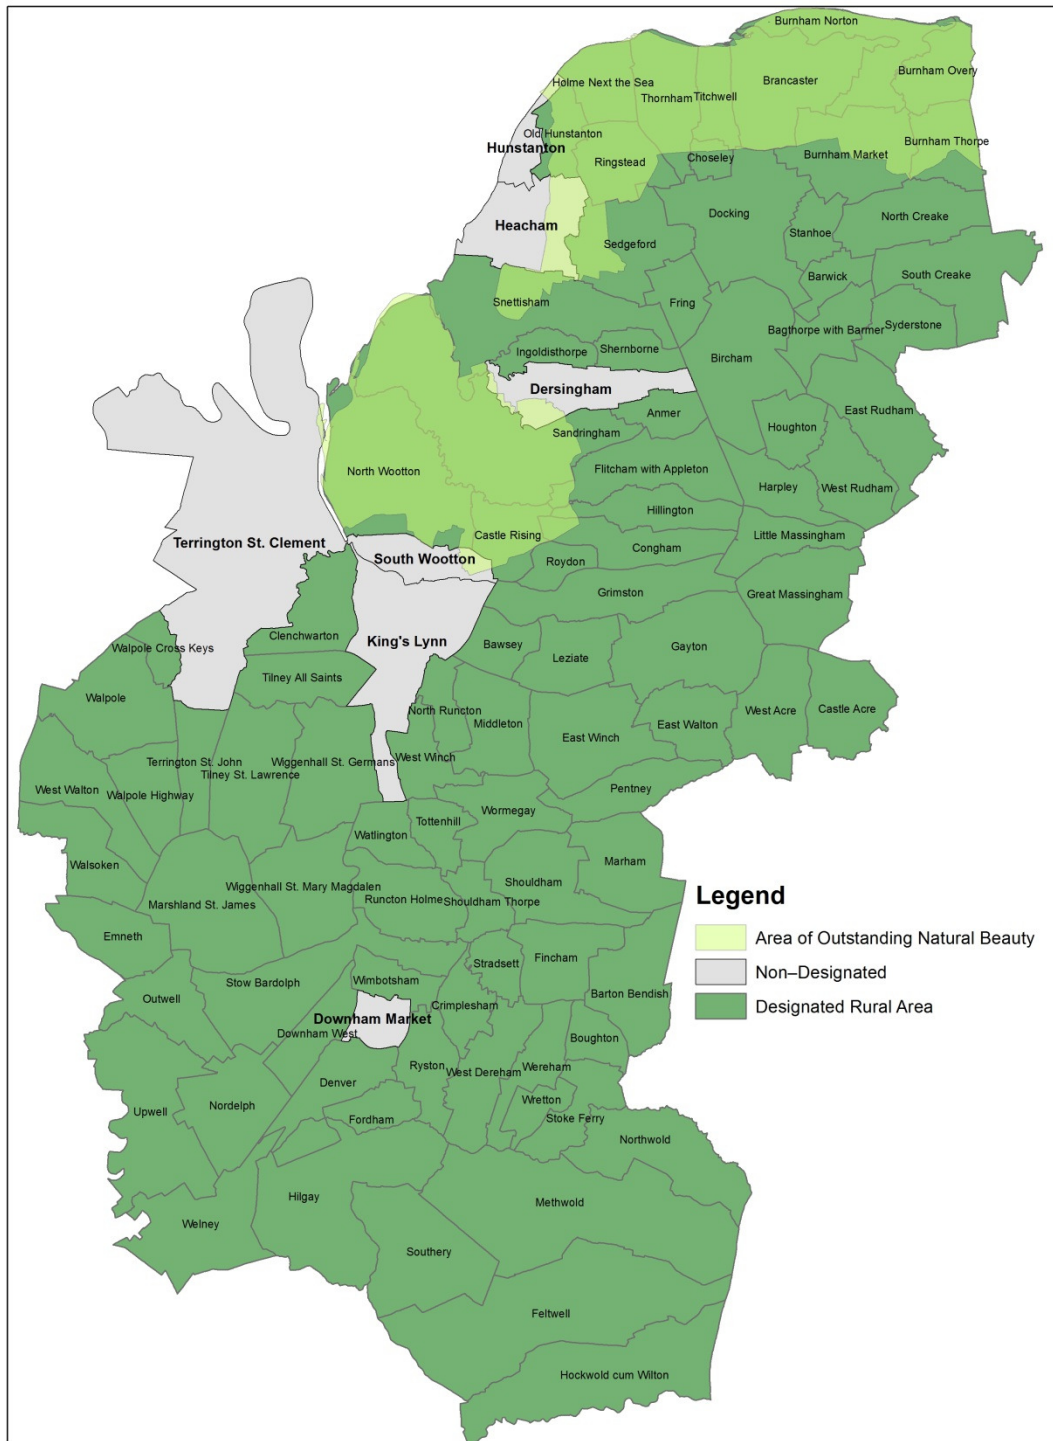 Burnham Norton
Holme Next the Sea
Thornham
Titchwell
Brancaster
Burnham Overy
Old Hunstanton
Hunstanton
Ringstead
Choseley
Burnham Market
Burnham Thorpe
Heacham
Sedgeford
Docking
Stanhoe
North Creake
Snettisham
Fring
Barwick
South Creake
Bagthorpe with Barmer
Syderstone
Ingoldisthorpe
Shernborne
Bircham
Dersingham
Anmer
East Rudham
Sandringham
Houghton
North Wootton
Flitcham with Appleton
Harpley
West Rudham
Hillington
Terrington St. Clement
Castle Rising
Congham
Little Massingham
South Wootton
Roydon
Grimston
Great Massingham
Clenchwarton
King's Lynn
Bawsey
Leziate
Gayton
Walpole Cross Keys
Tilney All Saints
Walpole
North Runcton
Middleton
East Winch
East Walton
West Acre
Castle Acre
Terrington St. John
Tilney St. Lawrence
Wiggenhall St. Germans
West Winch
West Walton
Walpole Highway
Pentney
Wormegay
Tottenhill
Watlington
Walsoken
Marham
Shouldham
Wiggenhall St. Mary Magdalen
Marshland St. James
Runcton Holme
Shouldham Thorpe
Legend
Area of Outstanding Natural Beauty
Non–Designated
Designated Rural Area
Emneth
Stradsett
Fincham
Stow Bardolph
Wimbotsham
Outwell
Barton Bendish
Crimplesham
Downham Market
Downham West
Boughton
Ryston
West Dereham
Wereham
Denver
Wretton
Upwell
Nordelph
Fordham
Stoke Ferry
Northwold
Hilgay
Methwold
Welney
Southery
Feltwell
Hockwold cum Wilton